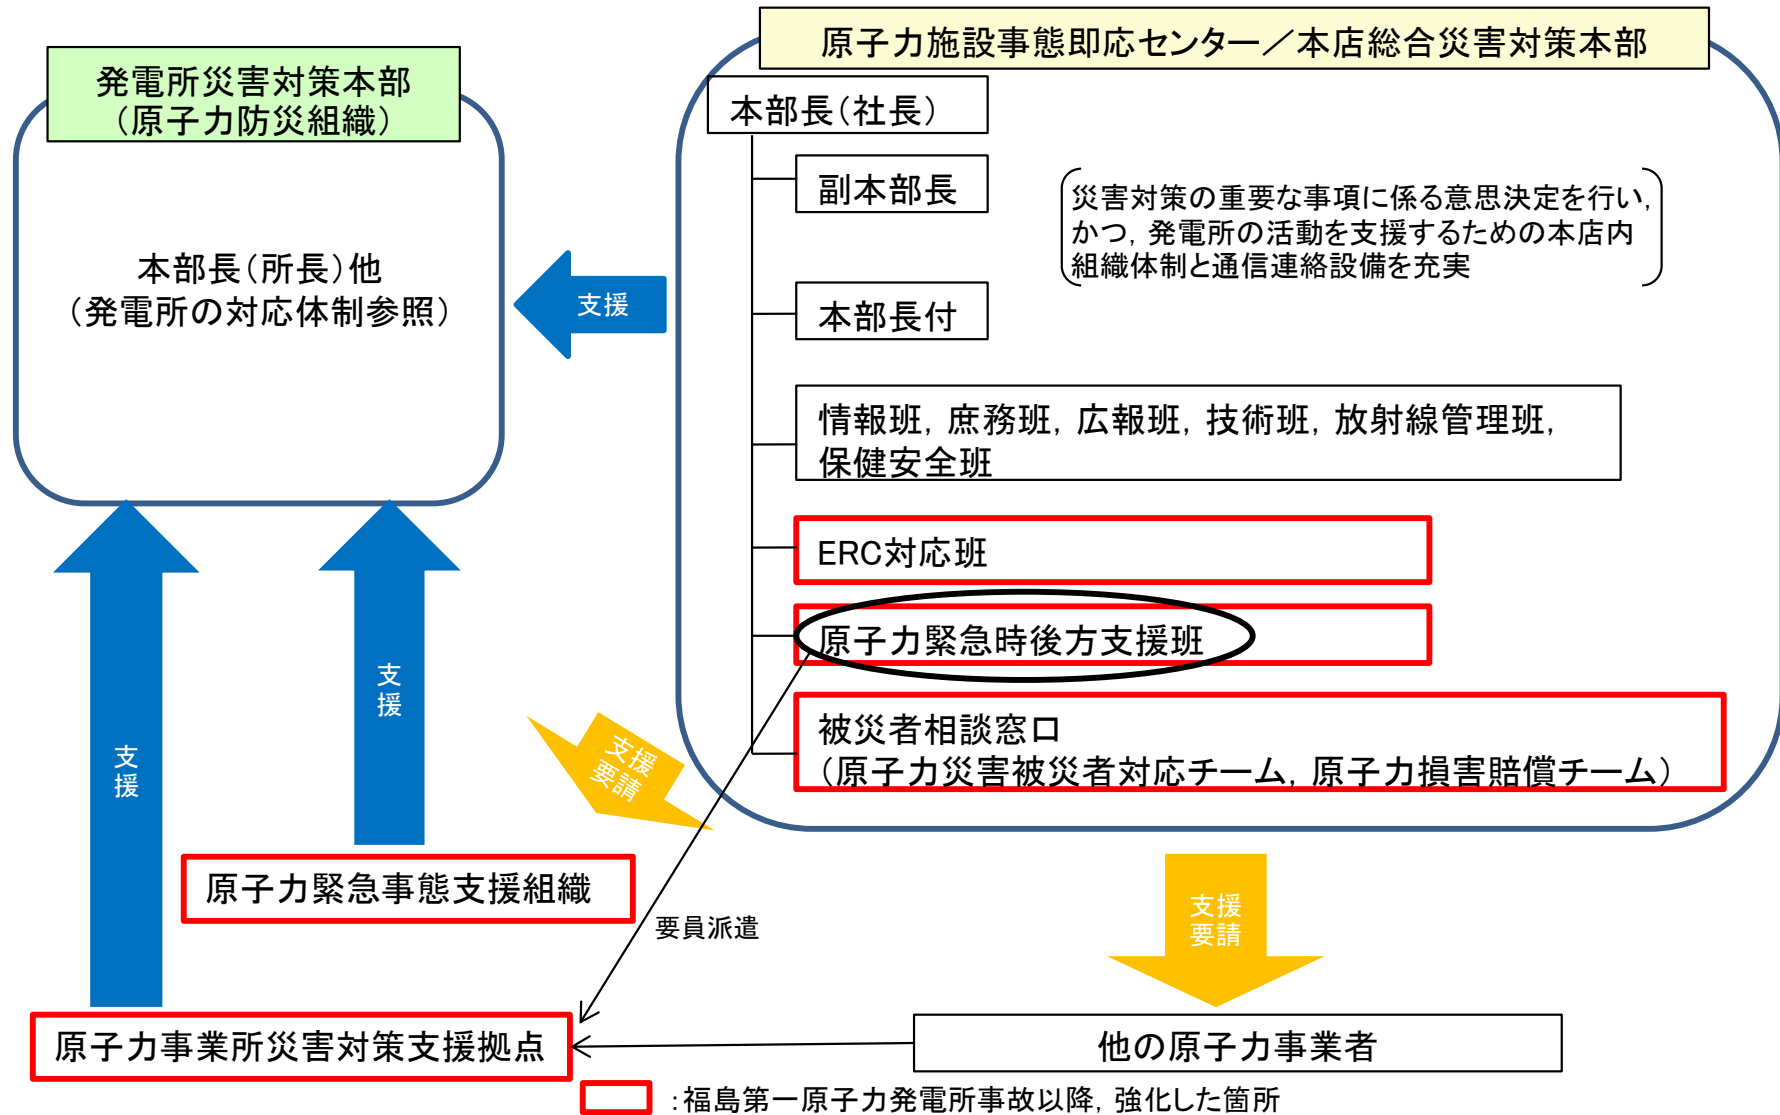 原子力施設事態即応センター／本店総合災害対策本部
発電所災害対策本部
（原子力防災組織）
本部長（社長）
副本部長
災害対策の重要な事項に係る意思決定を行い，
かつ，発電所の活動を支援するための本店内
組織体制と通信連絡設備を充実
本部長（所長）他
（発電所の対応体制参照）
支援
本部長付
情報班，庶務班，広報班，技術班，放射線管理班，
保健安全班
ERC対応班
原子力緊急時後方支援班
被災者相談窓口
（原子力災害被災者対応チーム，原子力損害賠償チーム）
支援
支援
支援
要請
原子力緊急事態支援組織
要員派遣
支援
要請
原子力事業所災害対策支援拠点
他の原子力事業者
：福島第一原子力発電所事故以降，強化した箇所